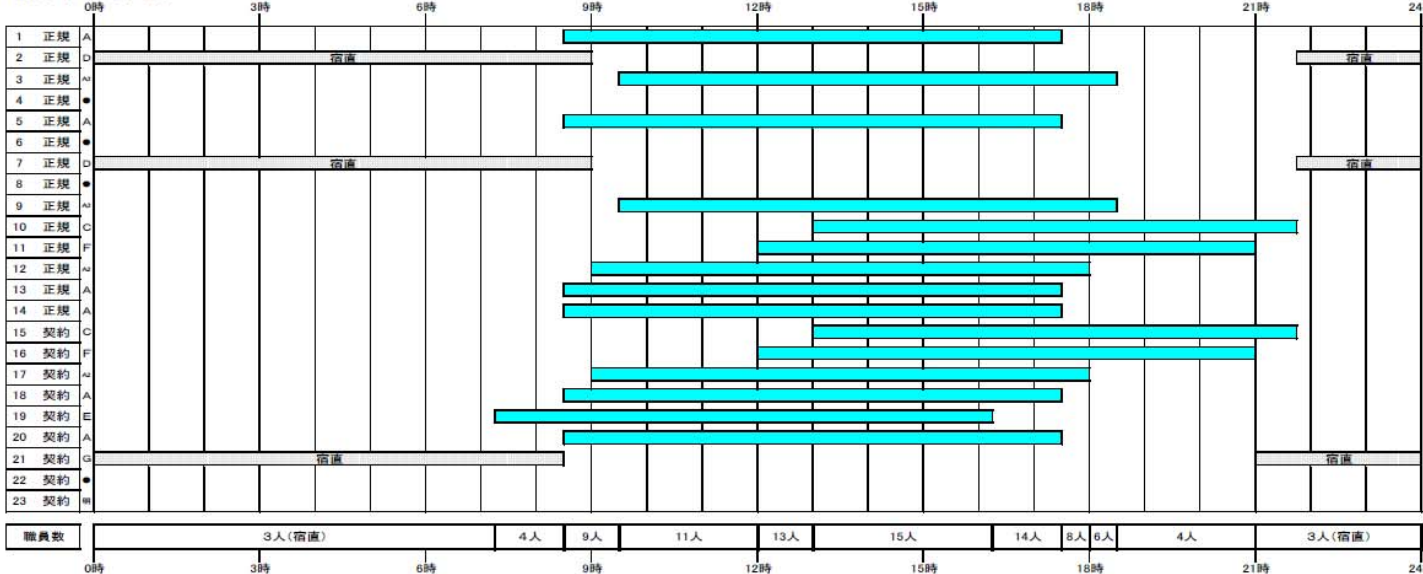 0時 3時 6時 9時 12時 15時 18時 21時 24
1 正規 A
2 正規 D 宿直 宿直
3 正規 A3
4 正規 ●
5 正規 A
6 正規 ●
7 正規 D 宿直 宿直
8 正規 ●
9 正規 A3
10 正規 C
11 正規 F
12 正規 A2
13 正規 A
14 正規 A
15 契約 C
16 契約 F
17 契約 A2
18 契約 A
19 契約 E
20 契約 A
21 契約 G 宿直 宿直
22 契約 ●
23 契約 明
職員数 3人(宿直) 4人 9人 11人 13人 15人 14人 8人 6人 4人 3人(宿直)
0時 3時 6時 9時 12時 15時 18時 21時 24